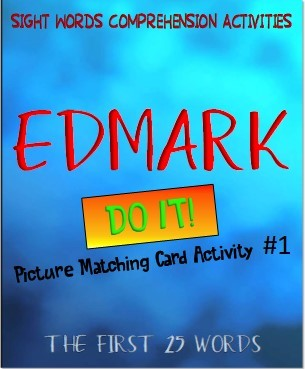 SIGHT WORDS COMPREHENSION ACTIVITIES
EDMARK
DO IT!
Picture Matching Card Activity #1
THE FIRST 25 WORDS